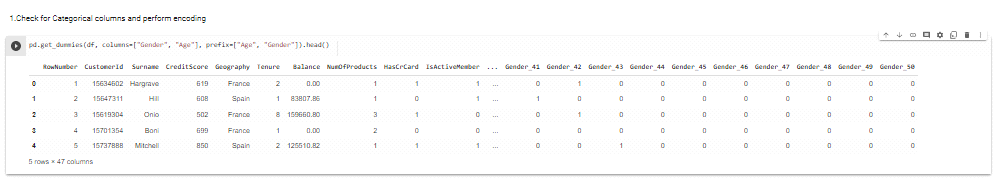 1.Check for Categorical columns and perform encoding
pd.get_dummies(df, columns=["Gender", "Age"], prefix=["Age", "Gender"]).head()
RowNumber CustomerId Surname CreditScore Geography Tenure Balance NumOfProducts HasCrCard IsActiveMember ... Gender_41 Gender_42 Gender_43 Gender_44 Gender_45 Gender_46 Gender_47 Gender_48 Gender_49 Gender_50
0 1 15634602 Hargrave 619 France 2 0.00 1 1 1 ... 0 1 0 0 0 0 0 0 0 0
1 2 15647311 Hill 608 Spain 1 83807.86 1 0 1 ... 1 0 0 0 0 0 0 0 0 0
2 3 15619304 Onio 502 France 8 159660.80 3 1 0 ... 0 1 0 0 0 0 0 0 0 0
3 4 15701354 Boni 699 France 1 0.00 2 0 0 ... 0 0 0 0 0 0 0 0 0 0
4 5 15737888 Mitchell 850 Spain 2 125510.82 1 1 1 ... 0 0 1 0 0 0 0 0 0 0
5 rows × 47 columns